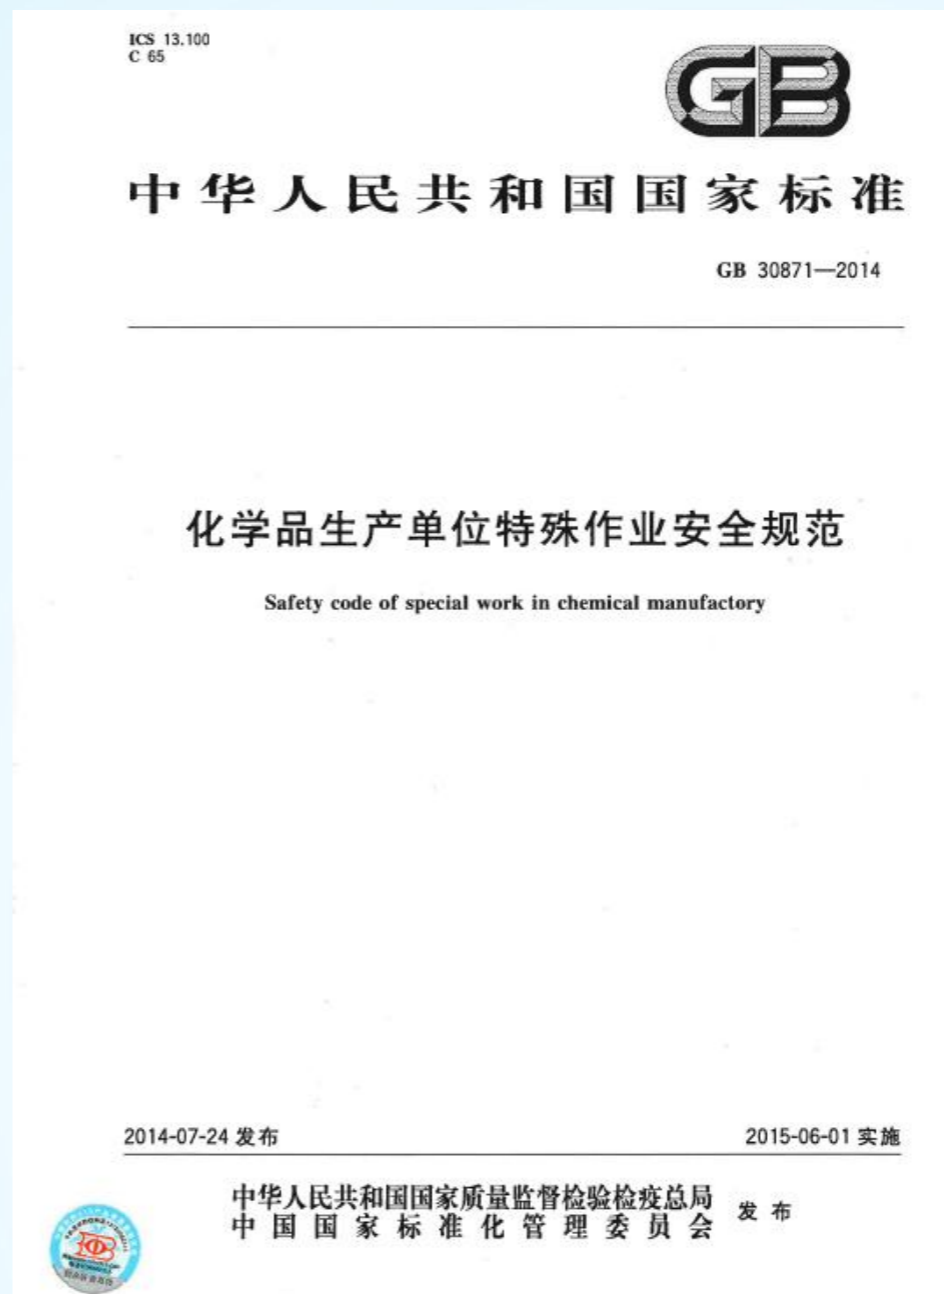 ICS 13.100
C 65
GB
中华人民共和国国家标准
GB 30871—2014
化学品生产单位特殊作业安全规范
Safety code of special work in chemical manufactory
2014-07-24 发布
2015-06-01 实施
中华人民共和国国家质量监督检验检疫总局
中国国家标准化管理委员会
发布